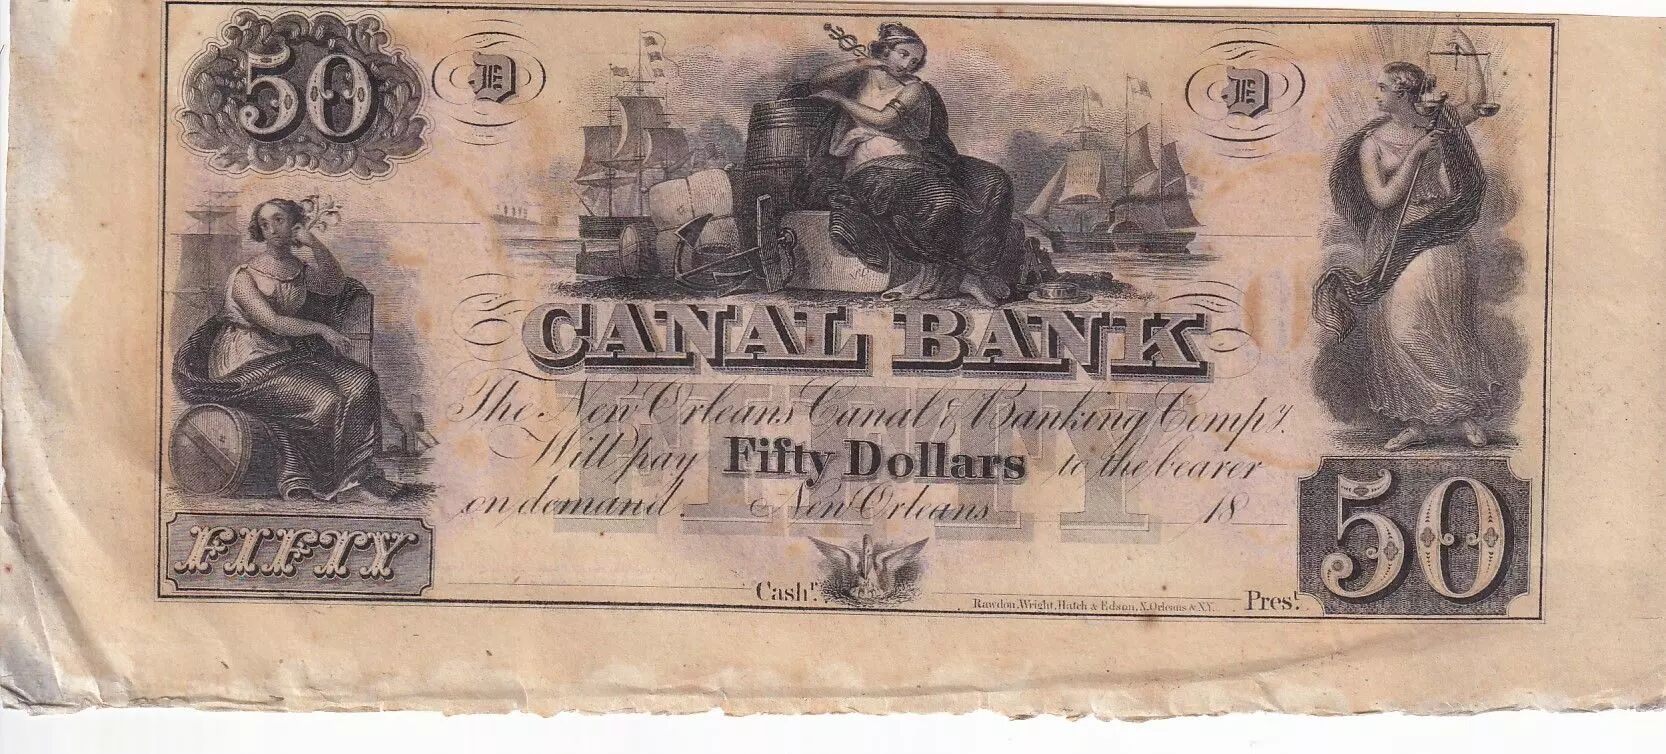 50
D
D
CANAL BANK
The New Orleans Canal & Banking Compy.
Will pay Fifty Dollars to the bearer
on demand. New Orleans 18
FIFTY
FIFTY
50
Cashr.
Rawdon, Wright, Hatch & Edson, N. Orleans & N.Y.
Prest.